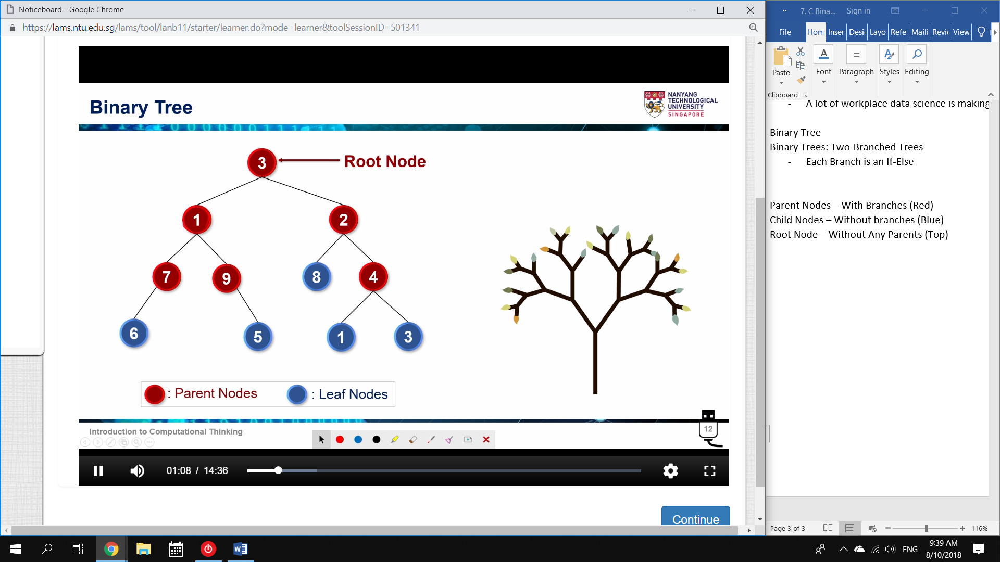 Noticeboard - Google Chrome
https://lams.ntu.edu.sg/lams/tool/lanb11/starter/learner.do?mode=learner&toolSessionID=501341
Binary Tree
NANYANG
TECHNOLOGICAL
UNIVERSITY
SINGAPORE
3
Root Node
1
2
7
9
8
4
6
5
1
3
: Parent Nodes
: Leaf Nodes
Introduction to Computational Thinking
12
01:08 / 14:36
Continue
7. C Bina...
Sign in
File
Hom
Inser
Desi
Layo
Refe
Maili
Revie
View
Paste
Font
Paragraph
Styles
Editing
Clipboard
- A lot of workplace data science is making
Binary Tree
Binary Trees: Two-Branched Trees
- Each Branch is an If-Else
Parent Nodes – With Branches (Red)
Child Nodes – Without branches (Blue)
Root Node – Without Any Parents (Top)
Page 3 of 3
116%
ENG
9:39 AM
8/10/2018